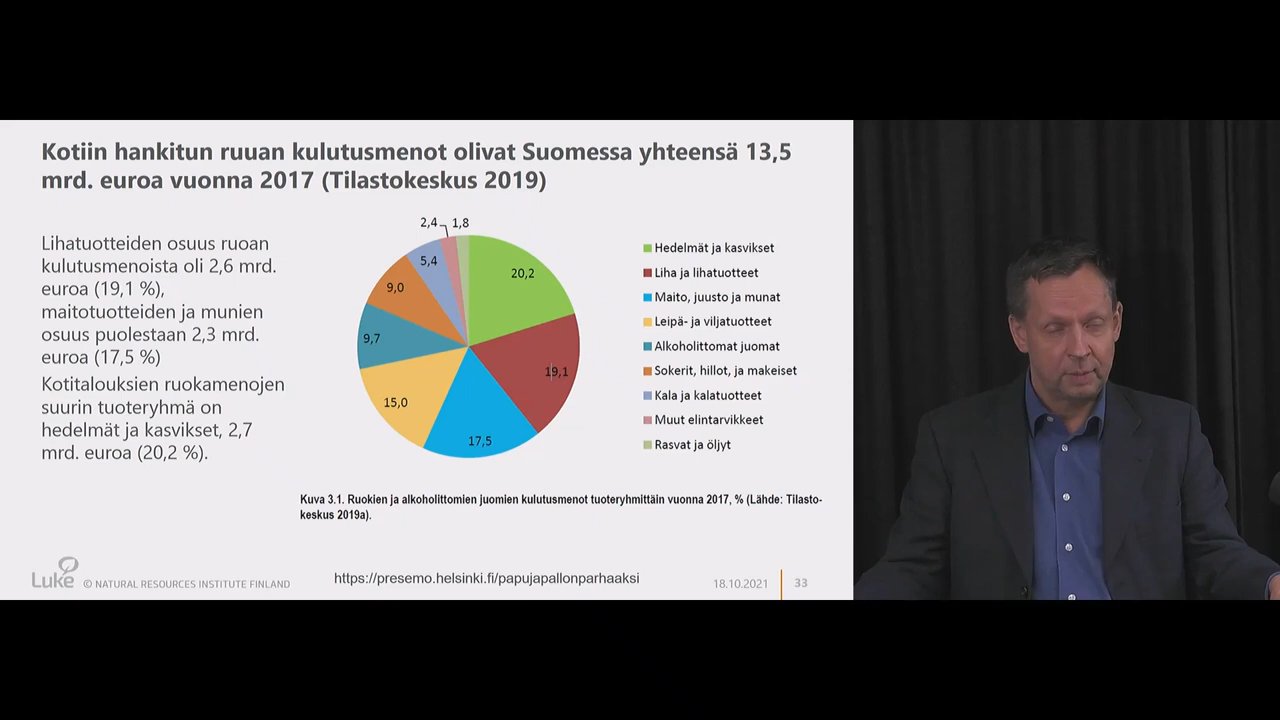 Kotiin hankitun ruuan kulutusmenot olivat Suomessa yhteensä 13,5
mrd. euroa vuonna 2017 (Tilastokeskus 2019)
Lihatuotteiden osuus ruoan
kulutusmenoista oli 2,6 mrd.
euroa (19,1 %),
maitotuotteiden ja munien
osuus puolestaan 2,3 mrd.
euroa (17,5 %)
Kotitalouksien ruokamenojen
suurin tuoteryhmä on
hedelmät ja kasvikset, 2,7
mrd. euroa (20,2 %).
2,4
1,8
20,2
19,1
17,5
15,0
9,7
9,0
5,4
Hedelmät ja kasvikset
Liha ja lihatuotteet
Maito, juusto ja munat
Leipä- ja viljatuotteet
Alkoholittomat juomat
Sokerit, hillot, ja makeiset
Kala ja kalatuotteet
Muut elintarvikkeet
Rasvat ja öljyt
Kuva 3.1. Ruokien ja alkoholittomien juomien kulutusmenot tuoteryhmittäin vuonna 2017, % (Lähde: Tilasto-
keskus 2019a).
Luke
© NATURAL RESOURCES INSTITUTE FINLAND
https://presemo.helsinki.fi/papujapallonparhaaksi
18.10.2021
33